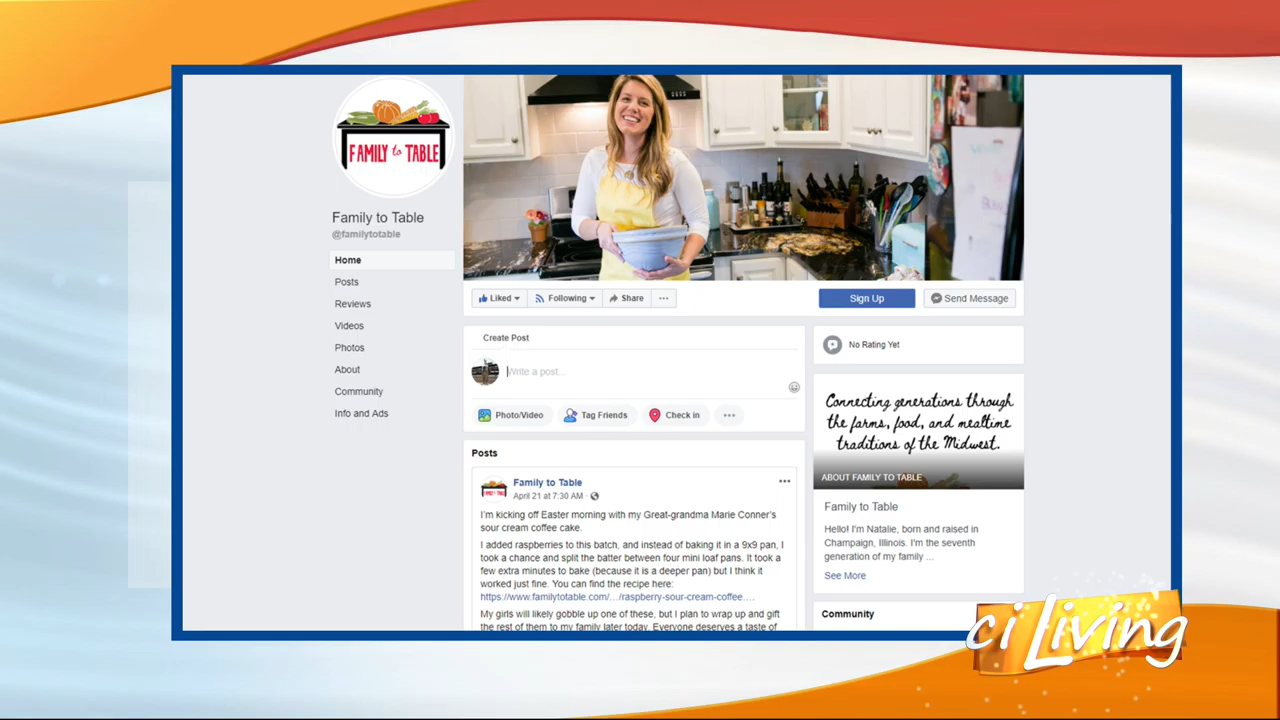 FAMILY to TABLE
Family to Table
@familytotable
Home
Posts
Reviews
Videos
Photos
About
Community
Info and Ads
Liked
Following
Share
Sign Up
Send Message
Create Post
Write a post...
Photo/Video
Tag Friends
Check in
Posts
Family to Table
April 21 at 7:30 AM ·
I'm kicking off Easter morning with my Great-grandma Marie Conner's
sour cream coffee cake.
I added raspberries to this batch, and instead of baking it in a 9x9 pan, I
took a chance and split the batter between four mini loaf pans. It took a
few extra minutes to bake (because it is a deeper pan) but I think it
worked just fine. You can find the recipe here:
https://www.familytotable.com/.../raspberry-sour-cream-coffee....
My girls will likely gobble up one of these, but I plan to wrap up and gift
the rest of them to my family later today. Everyone deserves a taste of
No Rating Yet
Connecting generations through
the farms, food, and mealtime
traditions of the Midwest.
ABOUT FAMILY TO TABLE
Family to Table
Hello! I'm Natalie, born and raised in
Champaign, Illinois. I'm the seventh
generation of my family ...
See More
Community
ci Living